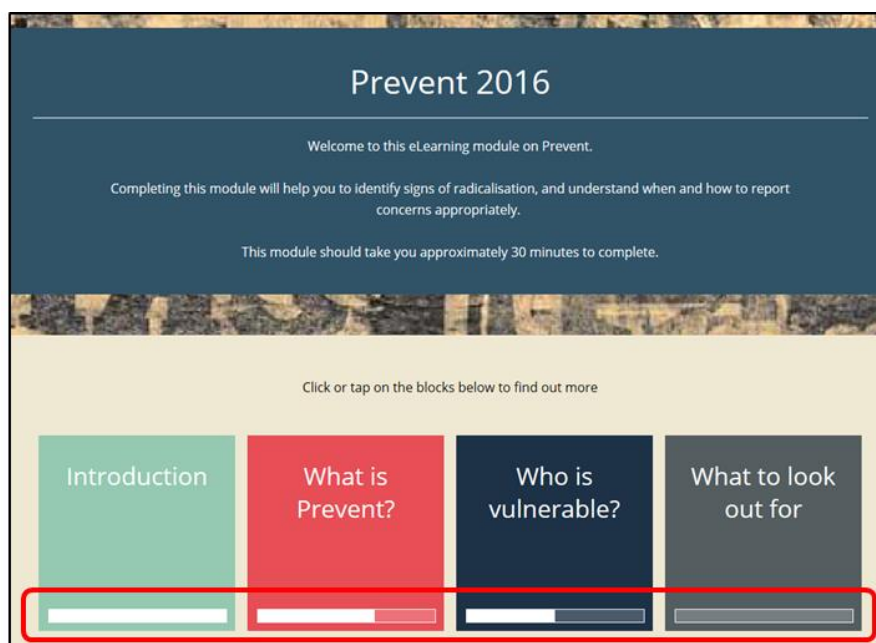 Prevent 2016
Welcome to this eLearning module on Prevent.
Completing this module will help you to identify signs of radicalisation, and understand when and how to report
concerns appropriately.
This module should take you approximately 30 minutes to complete.
Click or tap on the blocks below to find out more
Introduction
What is
Prevent?
Who is
vulnerable?
What to look
out for